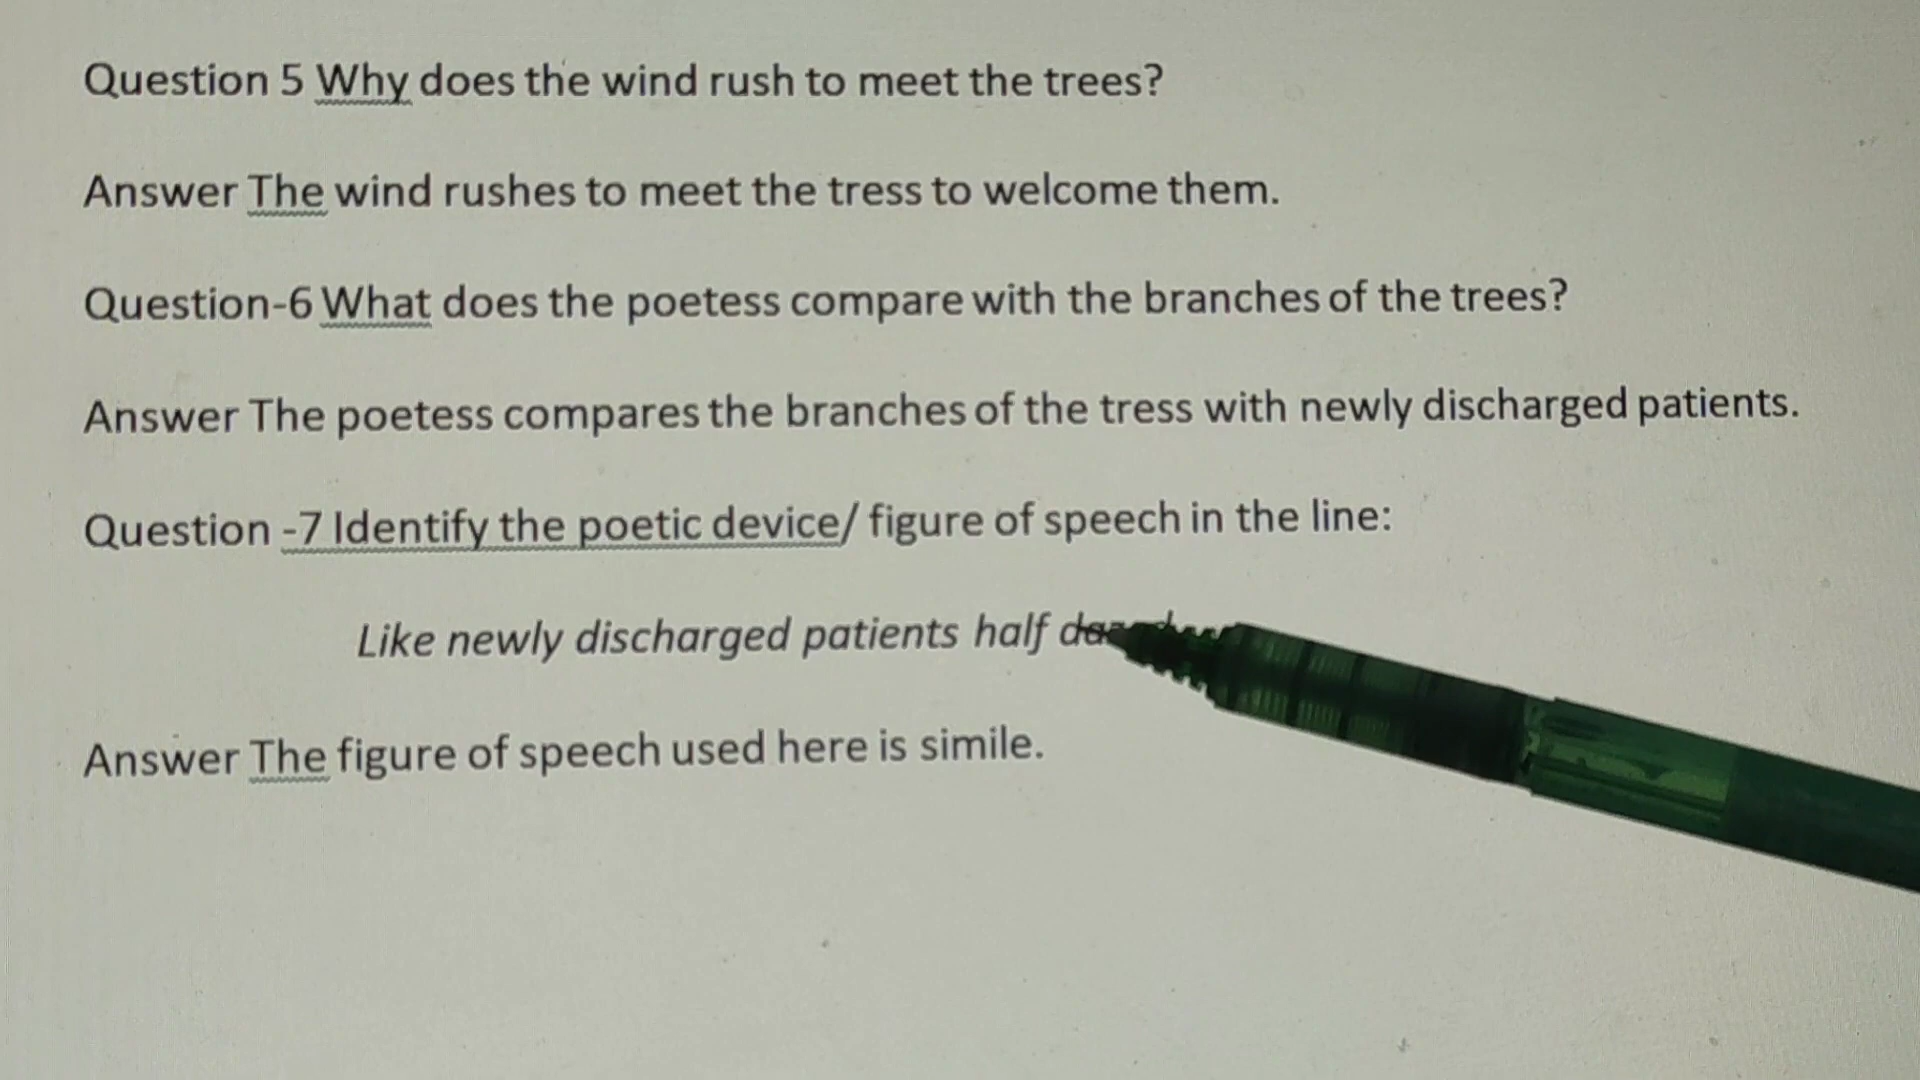 Question 5 Why does the wind rush to meet the trees?
Answer The wind rushes to meet the tress to welcome them.
Question-6 What does the poetess compare with the branches of the trees?
Answer The poetess compares the branches of the tress with newly discharged patients.
Question -7 Identify the poetic device/ figure of speech in the line:
Like newly discharged patients half
Answer The figure of speech used here is simile.